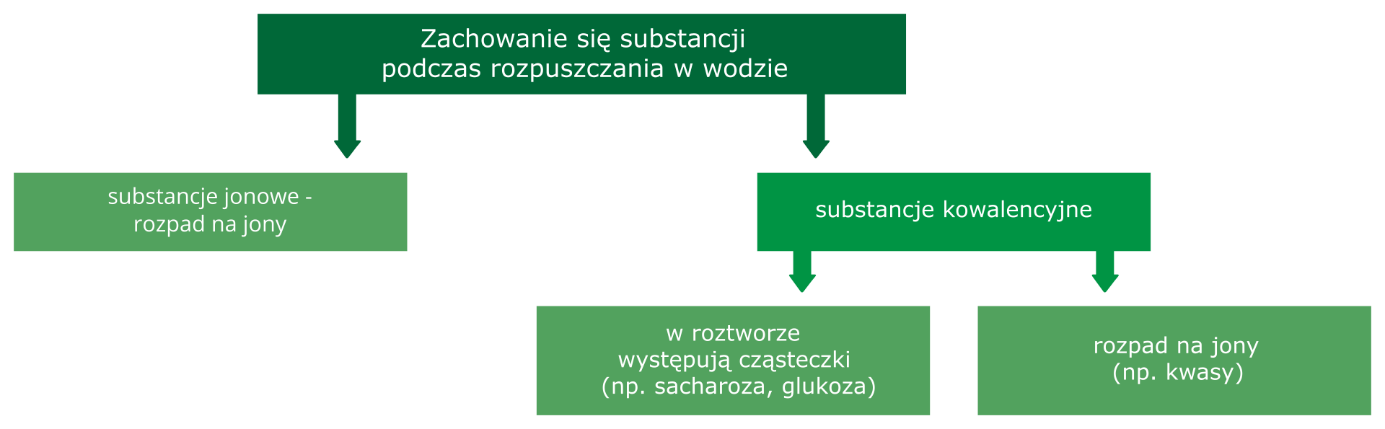 Zachowanie się substancji
podczas rozpuszczania w wodzie
substancje jonowe -
rozpad na jony
substancje kowalencyjne
w roztworze
występują cząsteczki
(np. sacharoza, glukoza)
rozpad na jony
(np. kwasy)